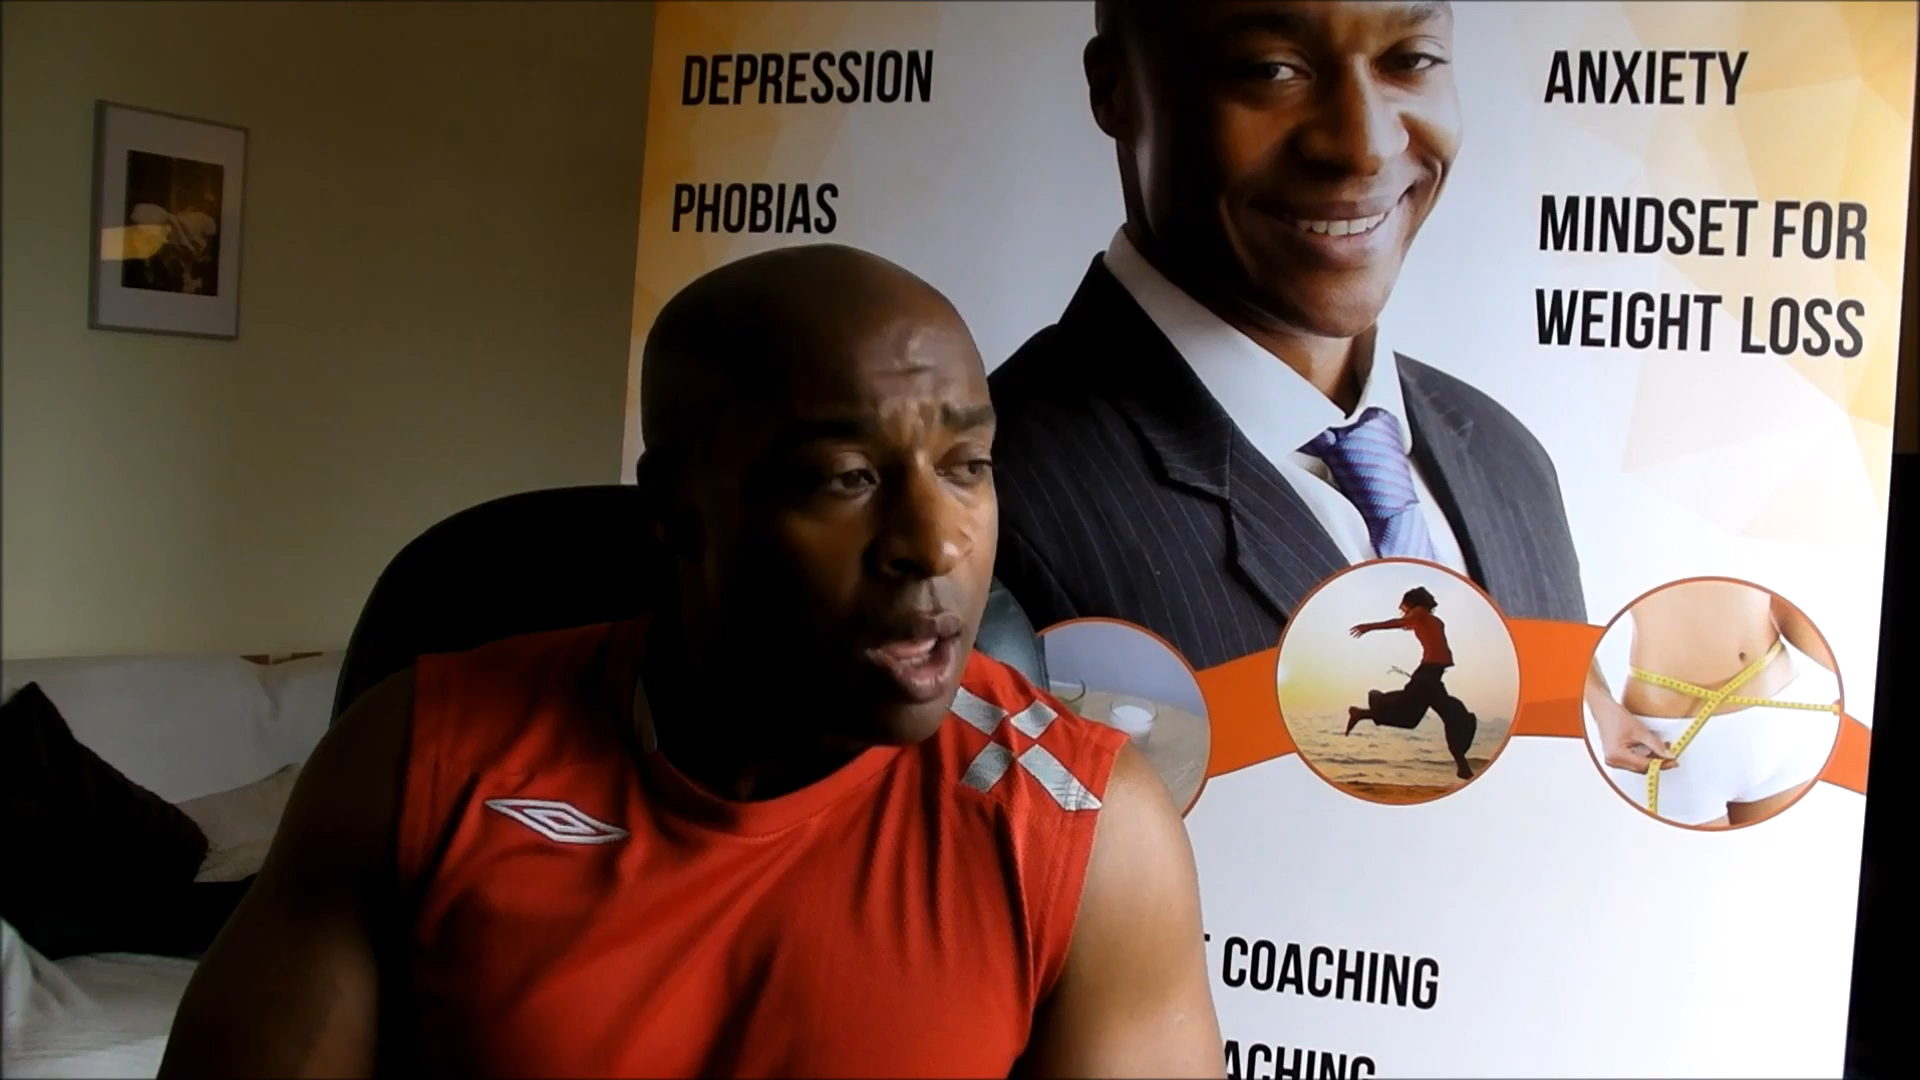 DEPRESSION
PHOBIAS
ANXIETY
MINDSET FOR
WEIGHT LOSS
COACHING